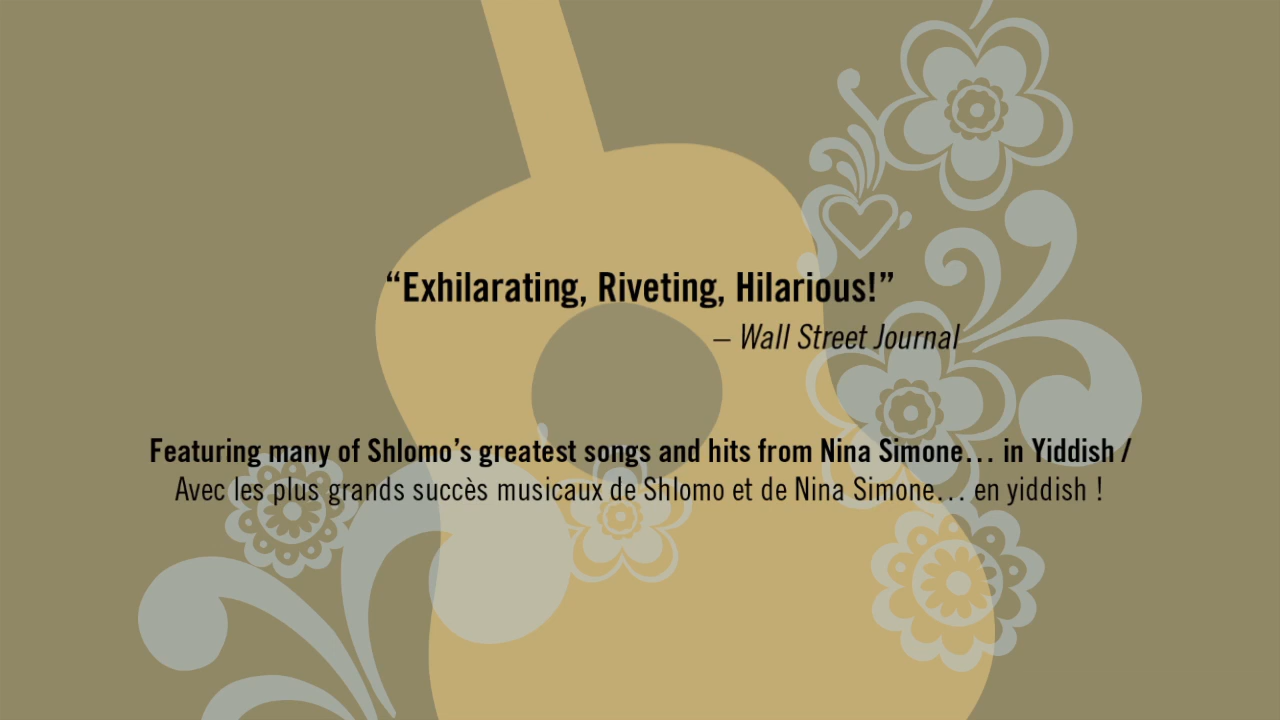 “Exhilarating, Riveting, Hilarious!”
– Wall Street Journal
Featuring many of Shlomo’s greatest songs and hits from Nina Simone… in Yiddish /
Avec les plus grands succès musicaux de Shlomo et de Nina Simone… en yiddish !